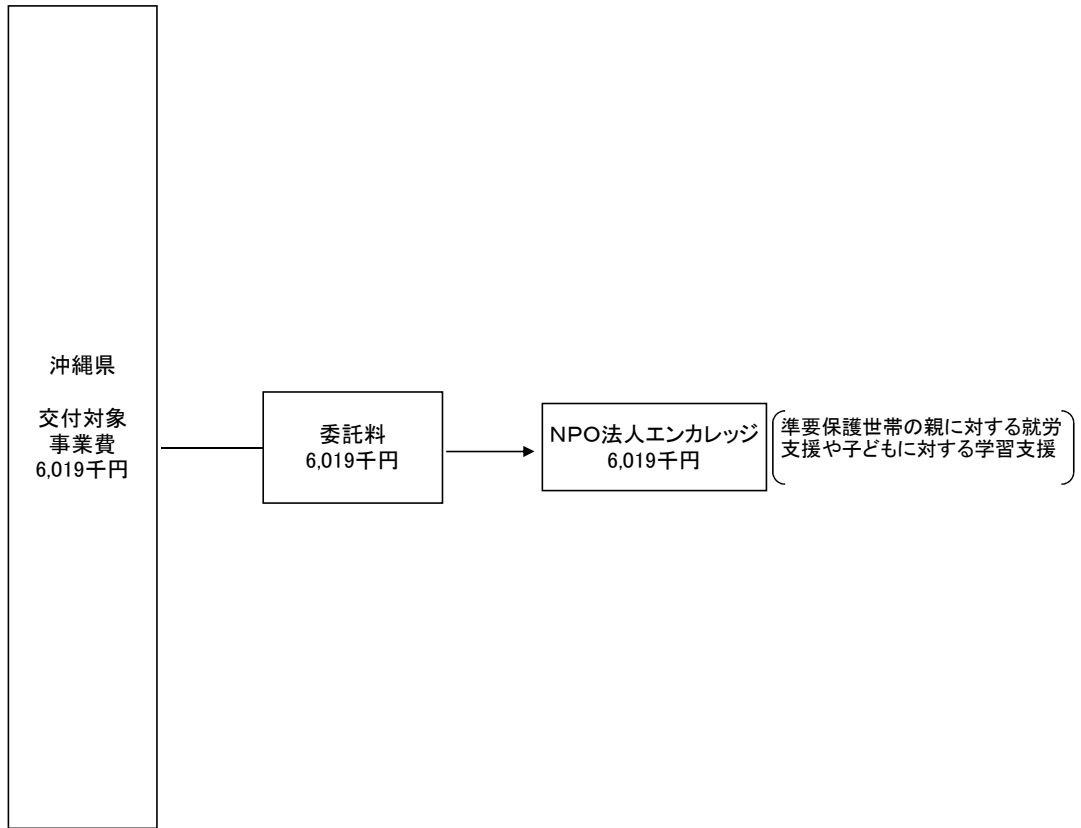 沖縄県
交付対象
事業費
6,019千円
委託料
6,019千円
NPO法人エンカレッジ
6,019千円
準要保護世帯の親に対する就労
支援や子どもに対する学習支援